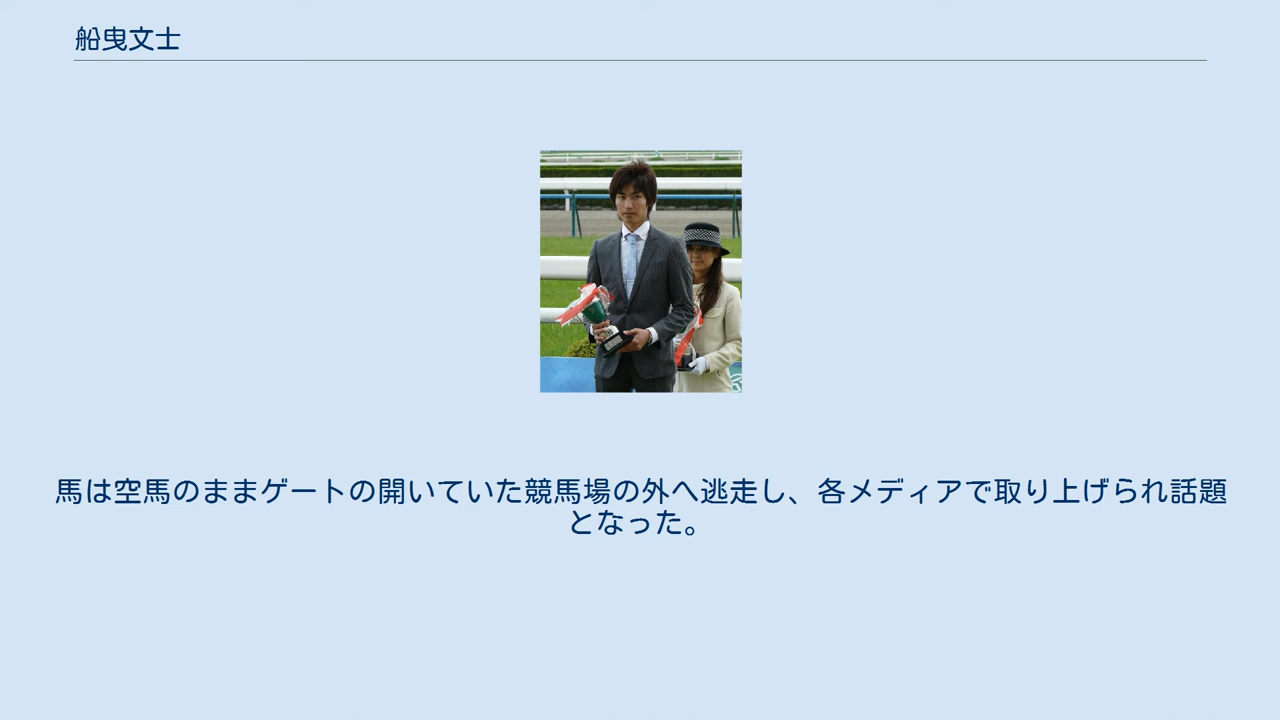 船曳文士
馬は空馬のままゲートの開いていた競馬場の外へ逃走し、各メディアで取り上げられ話題
となった。